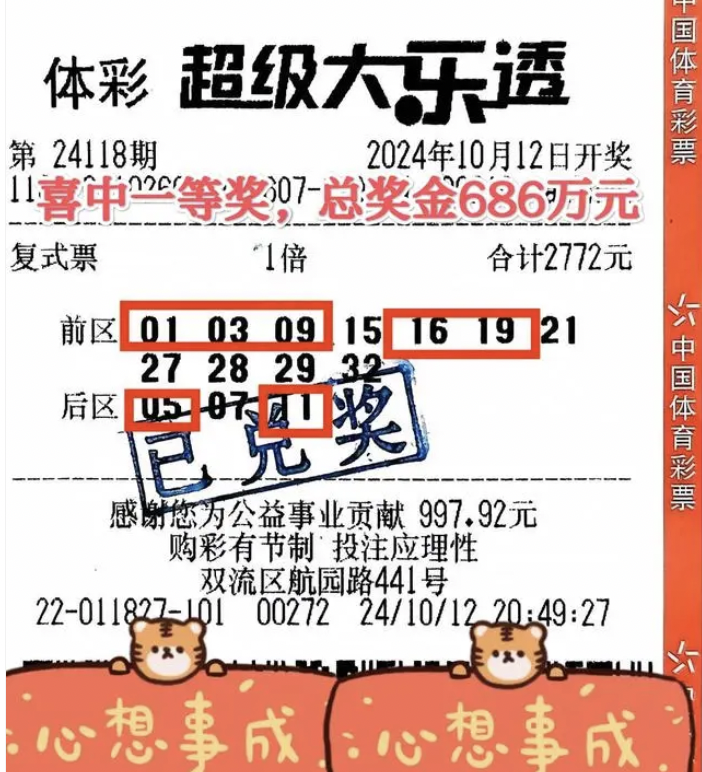 体彩 超级大乐透
第 24118期 2024年10月12日开奖
喜中一等奖，总奖金686万元
复式票 1倍 合计2772元
前区 01 03 09 15 16 19 21
27 28 29 32
后区 05 07 11
已兑奖
感谢您为公益事业贡献 997.92元
购彩有节制 投注应理性
双流区航园路441号
22-011827-101 00272 24/10/12 20:49:27
心想事成
心想事成
中国体育彩票
中国体育彩票